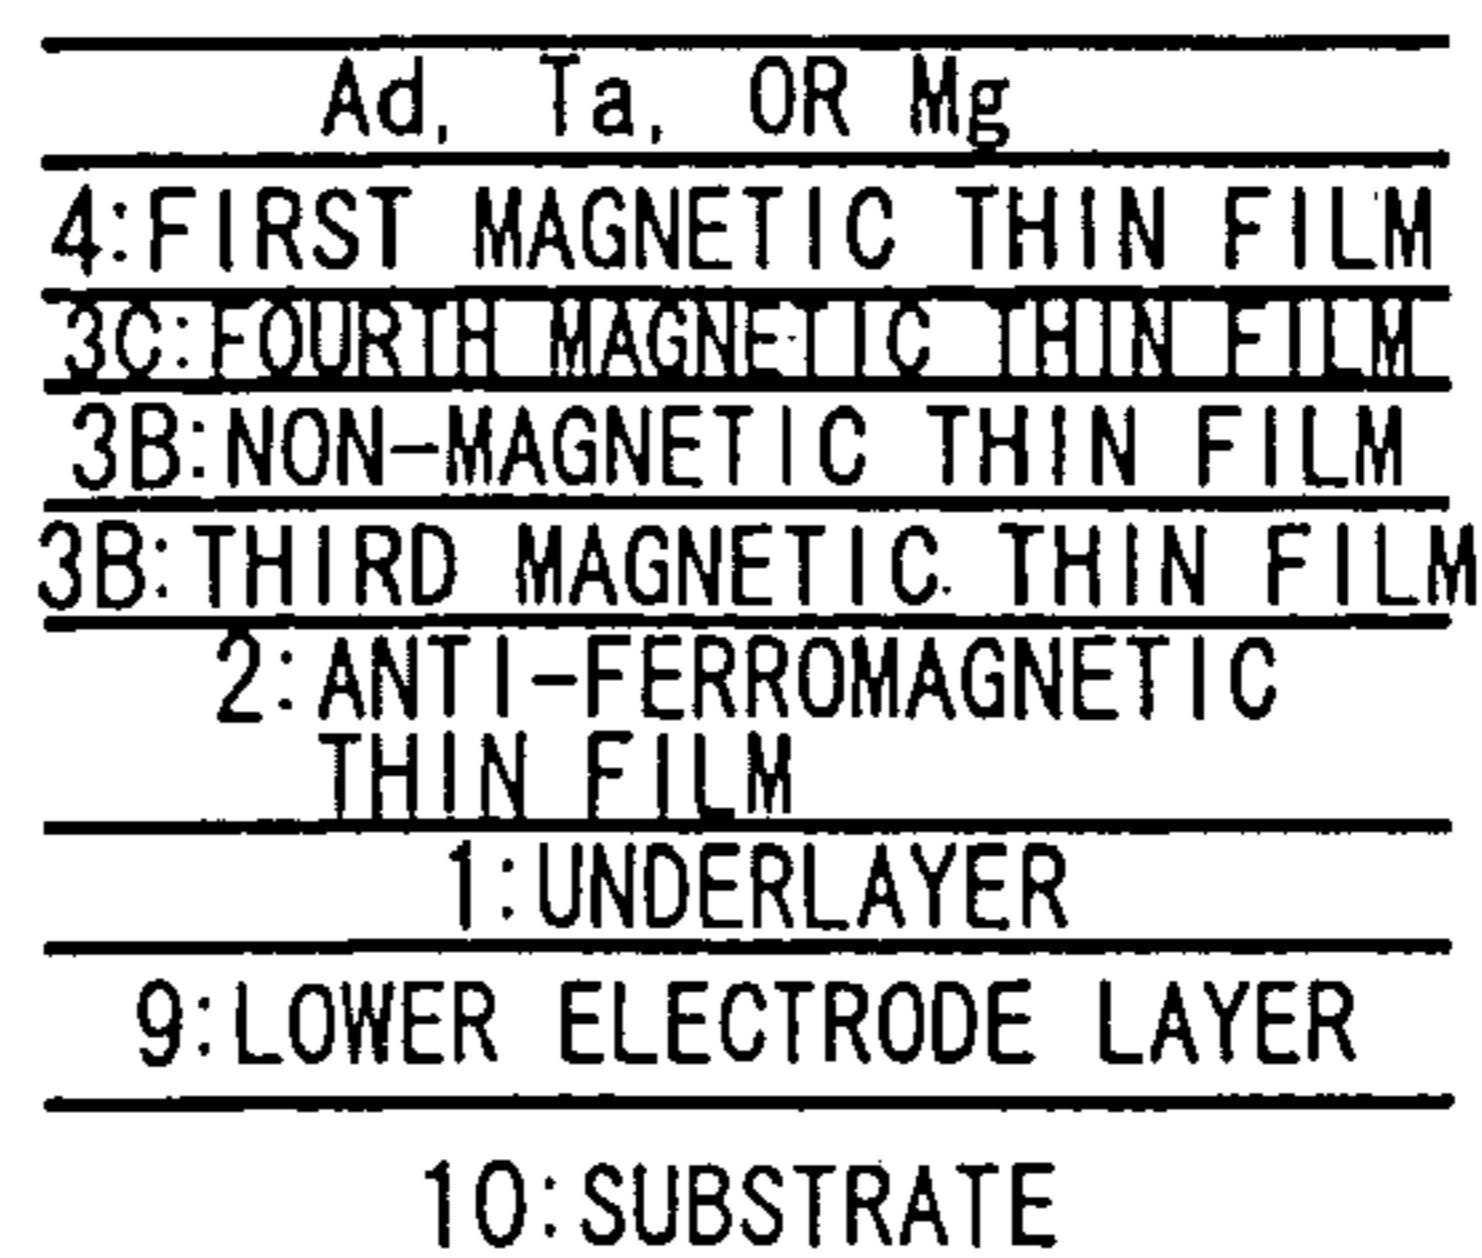 Ad, Ta, OR Mg
4:FIRST MAGNETIC THIN FILM
3C:FOURTH MAGNETIC THIN FILM
3B:NON-MAGNETIC THIN FILM
3B:THIRD MAGNETIC THIN FILM
2:ANTI-FERROMAGNETIC
THIN FILM
1:UNDERLAYER
9:LOWER ELECTRODE LAYER
10:SUBSTRATE